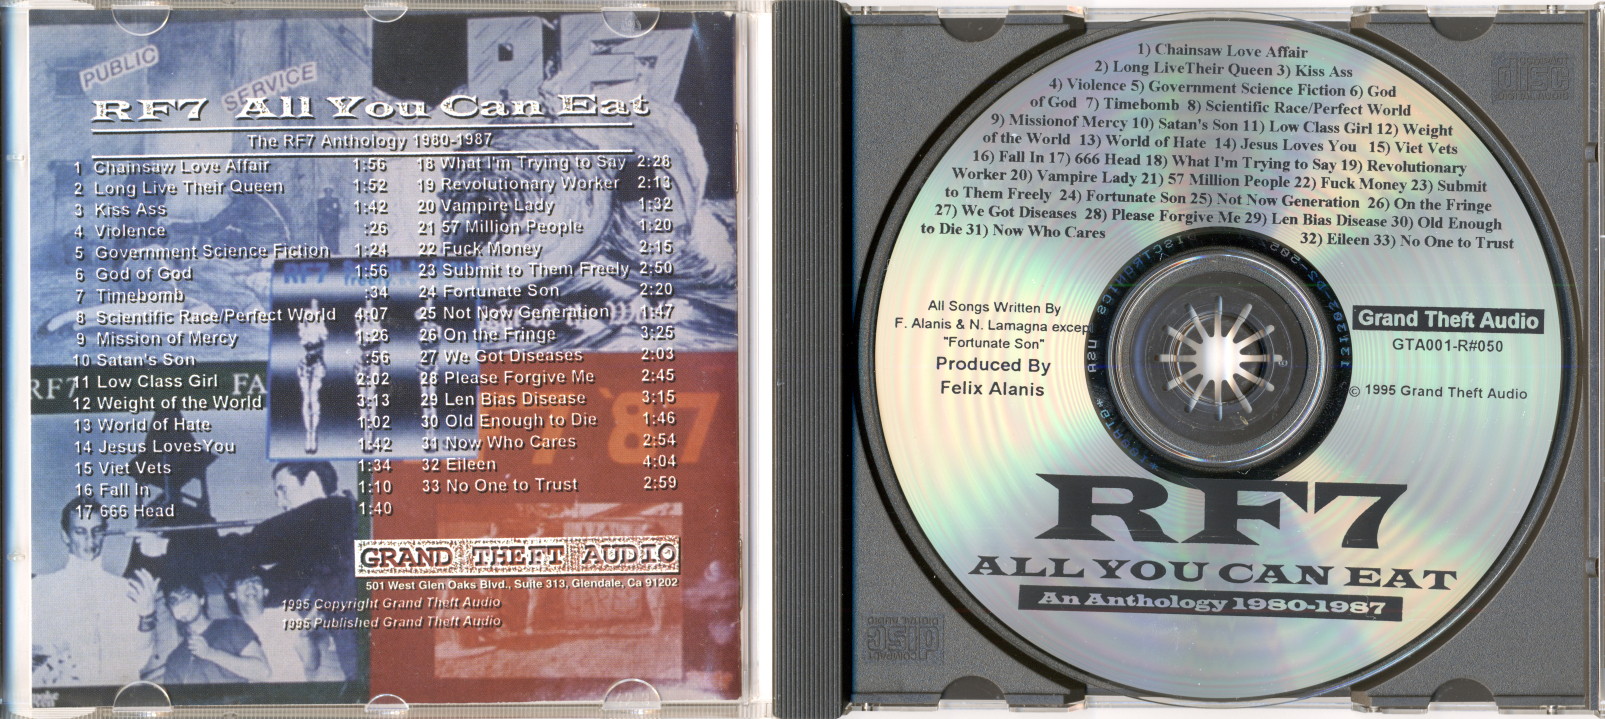 PUBLIC
SERVICE
RF7
RF7 All You Can Eat
The RF7 Anthology 1980-1987
1 Chainsaw Love Affair 1:56
2 Long Live Their Queen 1:52
3 Kiss Ass 1:42
4 Violence :26
5 Government Science Fiction 1:24
6 God of God 1:56
7 Timebomb :34
8 Scientific Race/Perfect World 4:07
9 Mission of Mercy 1:26
10 Satan's Son :56
11 Low Class Girl 2:02
12 Weight of the World 3:13
13 World of Hate 1:02
14 Jesus LovesYou 1:42
15 Viet Vets 1:34
16 Fall In 1:10
17 666 Head 1:40
18 What I'm Trying to Say 2:28
19 Revolutionary Worker 2:13
20 Vampire Lady 1:32
21 57 Million People 1:20
22 Fuck Money 2:15
23 Submit to Them Freely 2:50
24 Fortunate Son 2:20
25 Not Now Generation 1:47
26 On the Fringe 3:25
27 We Got Diseases 2:03
28 Please Forgive Me 2:45
29 Len Bias Disease 3:15
30 Old Enough to Die 1:46
31 Now Who Cares 2:54
32 Eileen 4:04
33 No One to Trust 2:59
RF7
RF7 FA
'87
GRAND THEFT AUDIO
501 West Glen Oaks Blvd., Suite 313, Glendale, Ca 91202
1995 Copyright Grand Theft Audio
1995 Published Grand Theft Audio
1) Chainsaw Love Affair
2) Long LiveTheir Queen 3) Kiss Ass
4) Violence 5) Government Science Fiction 6) God
of God 7) Timebomb 8) Scientific Race/Perfect World
9) Missionof Mercy 10) Satan's Son 11) Low Class Girl 12) Weight
of the World 13) World of Hate 14) Jesus Loves You 15) Viet Vets
16) Fall In 17) 666 Head 18) What I'm Trying to Say 19) Revolutionary
Worker 20) Vampire Lady 21) 57 Million People 22) Fuck Money 23) Submit
to Them Freely 24) Fortunate Son 25) Not Now Generation 26) On the Fringe
27) We Got Diseases 28) Please Forgive Me 29) Len Bias Disease 30) Old Enough
to Die 31) Now Who Cares 32) Eileen 33) No One to Trust
All Songs Written By
F. Alanis & N. Lamagna excep
"Fortunate Son"
Produced By
Felix Alanis
Grand Theft Audio
GTA001-R#050
© 1995 Grand Theft Audio
RF7
ALL YOU CAN EAT
An Anthology 1980-1987
COMPACT
disc
DIGITAL AUDIO
disc
DIGITAL AUDIO